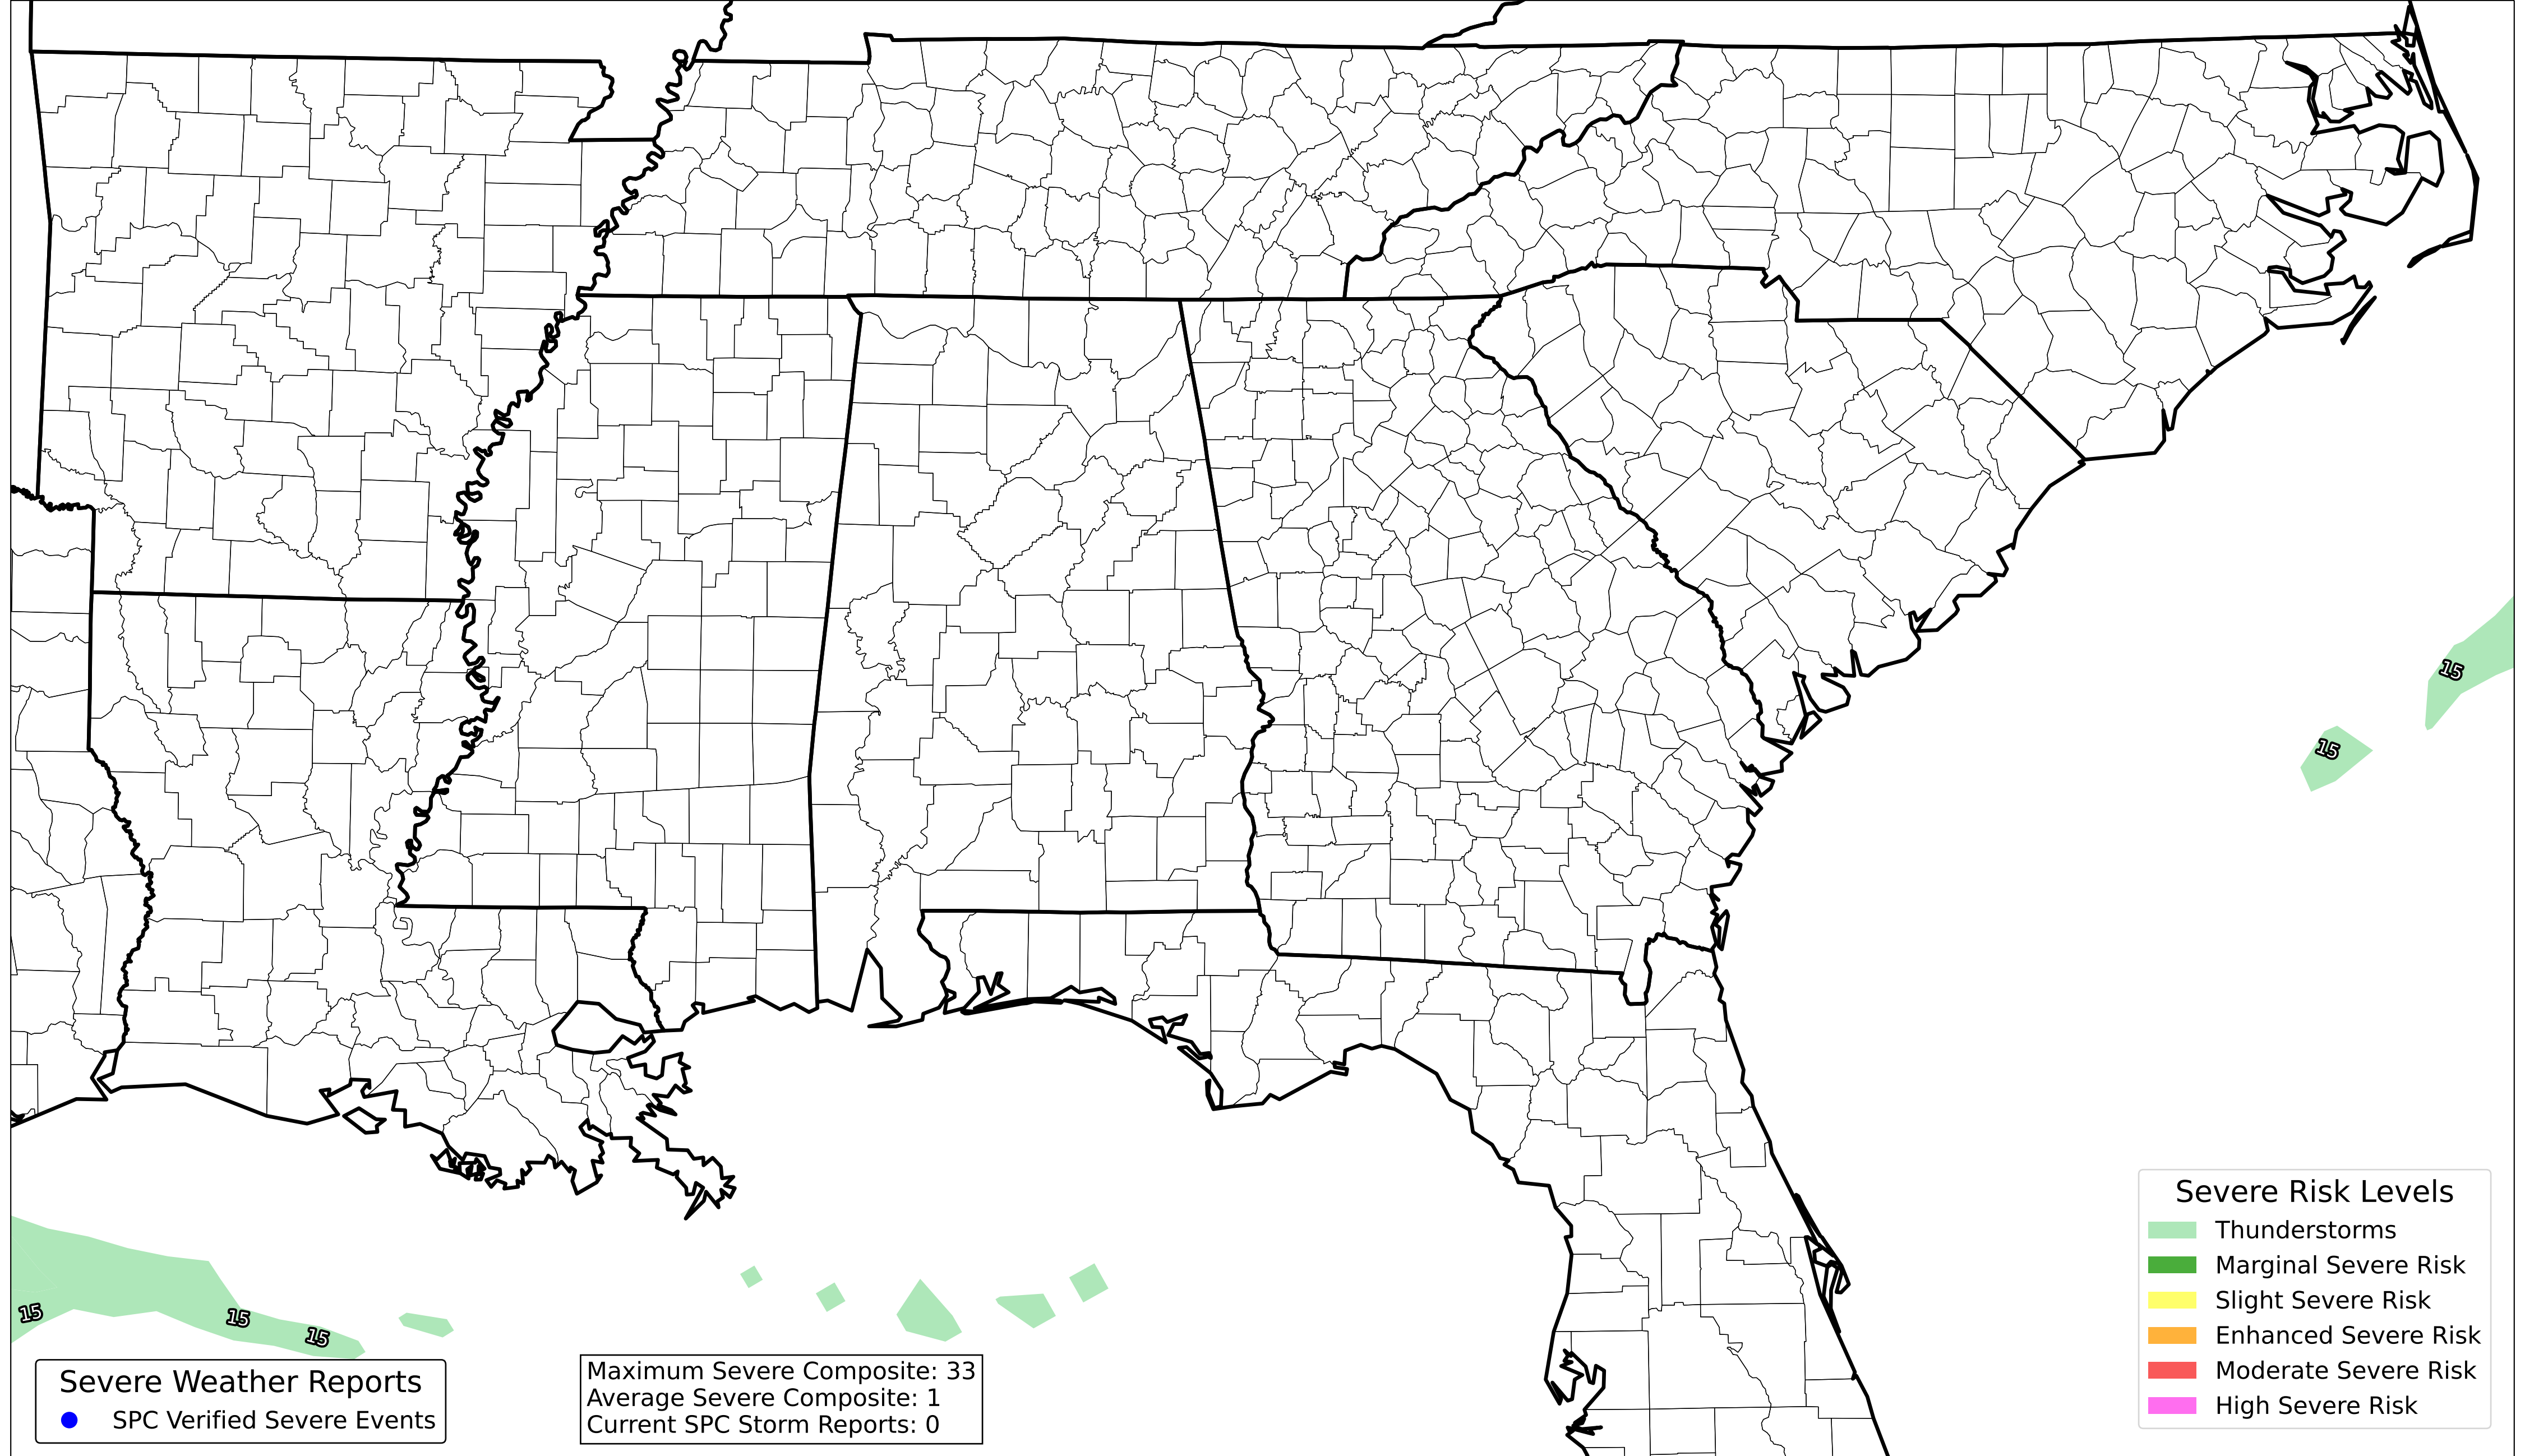 15
15
15
15
15
Severe Weather Reports
SPC Verified Severe Events
Maximum Severe Composite: 33
Average Severe Composite: 1
Current SPC Storm Reports: 0
Severe Risk Levels
Thunderstorms
Marginal Severe Risk
Slight Severe Risk
Enhanced Severe Risk
Moderate Severe Risk
High Severe Risk